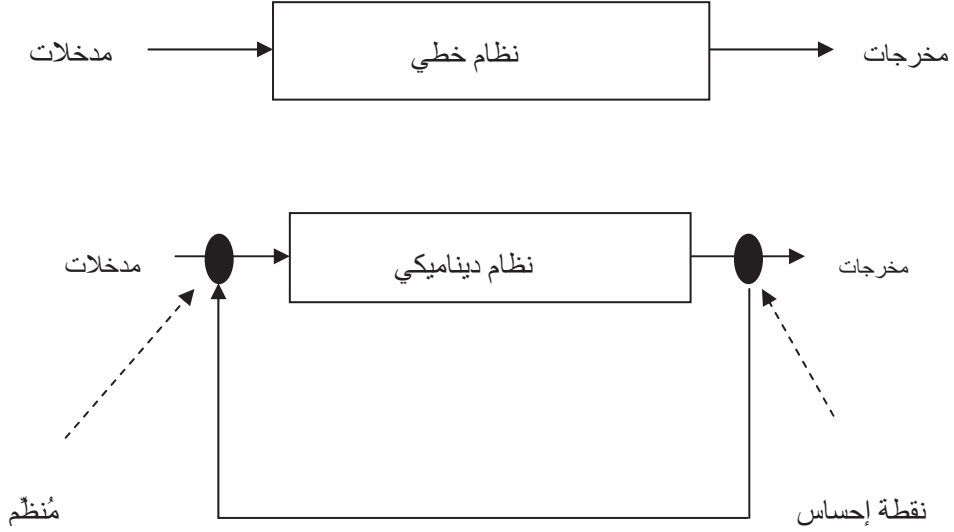 مدخلات
نظام خطي
مخرجات
مدخلات
نظام ديناميكي
مخرجات
مُنظِّم
نقطة إحساس